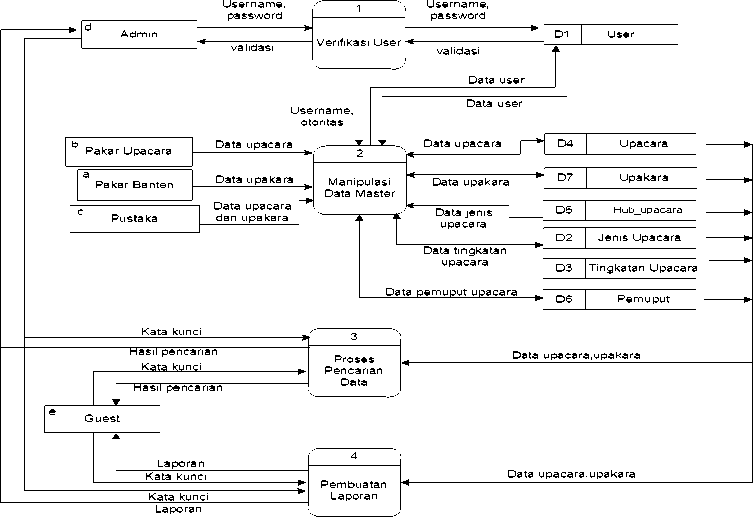 Username,
password
1
Username,
password
d
Admin
Verifikasi User
D1
User
validasi
validasi
Data user
Data user
Username,
otoritas
b
Pakar Upacara
Data upacara
2
Data upacara
D4
Upacara
a
Pakar Banten
Data upakara
Manipulasi
Data Master
Data upakara
D7
Upakara
c
Pustaka
Data upacara
dan upakara
Data jenis
upacara
D5
Hub_upacara
D2
Jenis Upacara
Data tingkatan
upacara
D3
Tingkatan Upacara
Data pemuput upacara
D6
Pemuput
Kata kunci
3
Hasil pencarian
Proses
Pencarian
Data
Data upacara,upakara
Kata kunci
Hasil pencarian
e
Guest
4
Laporan
Kata kunci
Pembuatan
Laporan
Data upacara.upakara
Kata kunci
Laporan